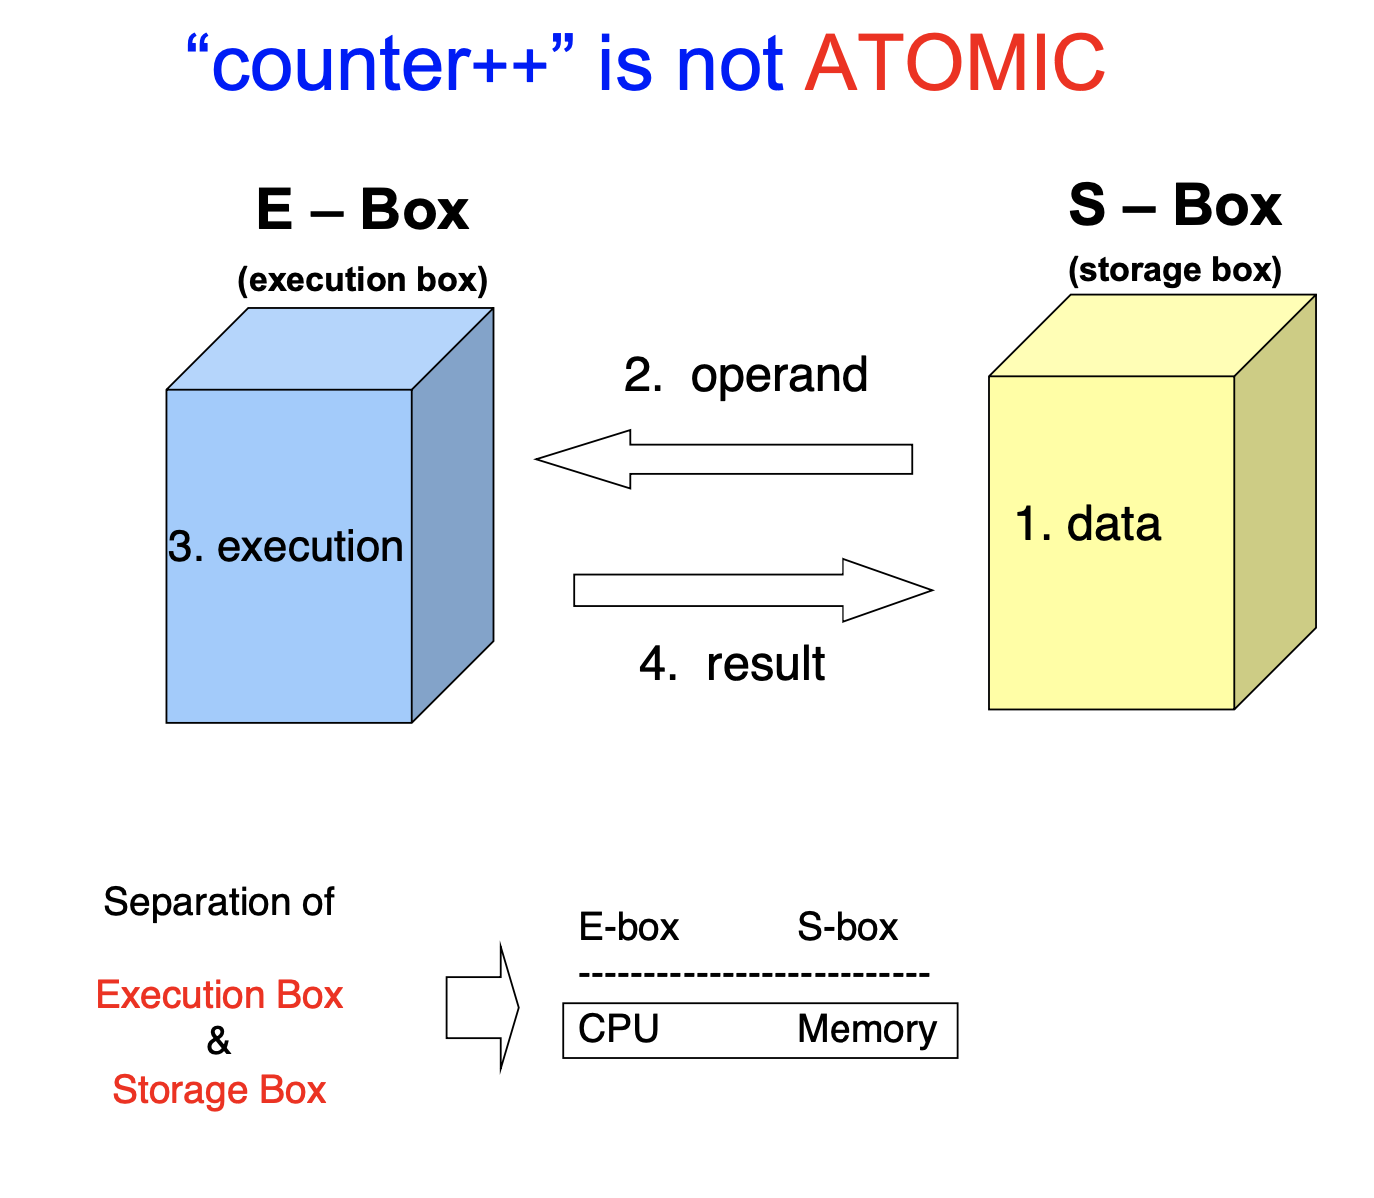 “counter++” is not ATOMIC
E – Box
(execution box)
S – Box
(storage box)
2. operand
1. data
3. execution
4. result
Separation of
Execution Box
&
Storage Box
E-box S-box
---------------------------
CPU Memory